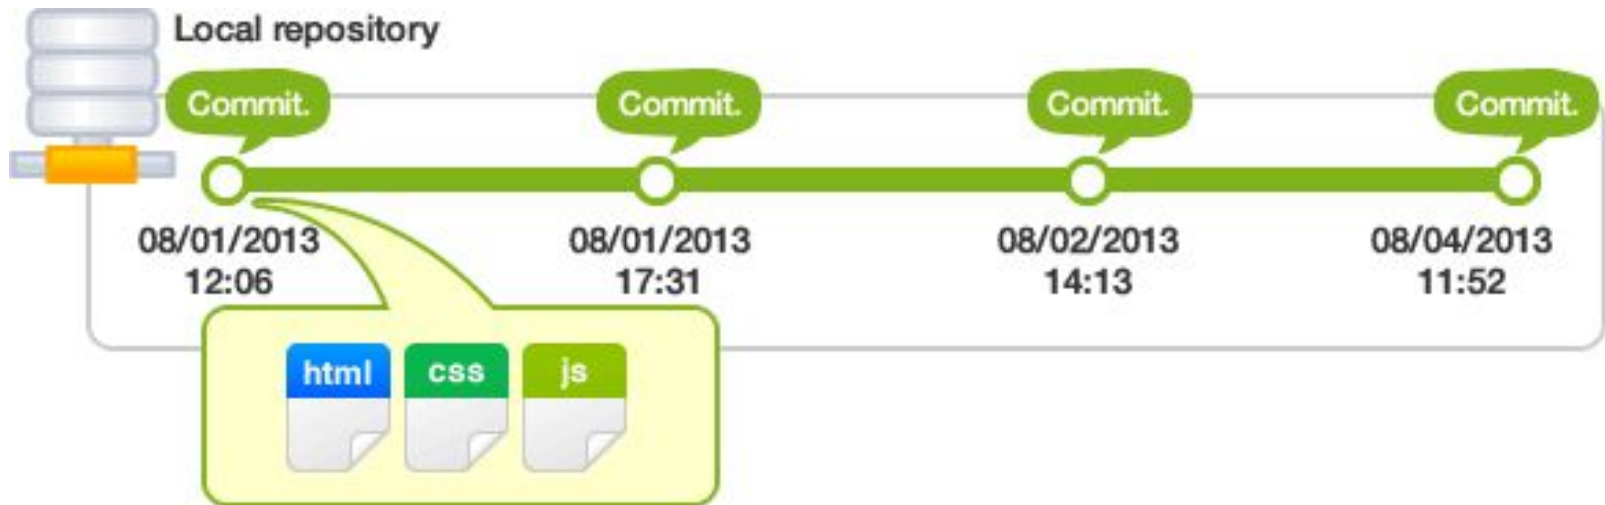 Local repository
Commit.
Commit.
Commit.
Commit.
08/01/2013
12:06
08/01/2013
17:31
08/02/2013
14:13
08/04/2013
11:52
html
css
js